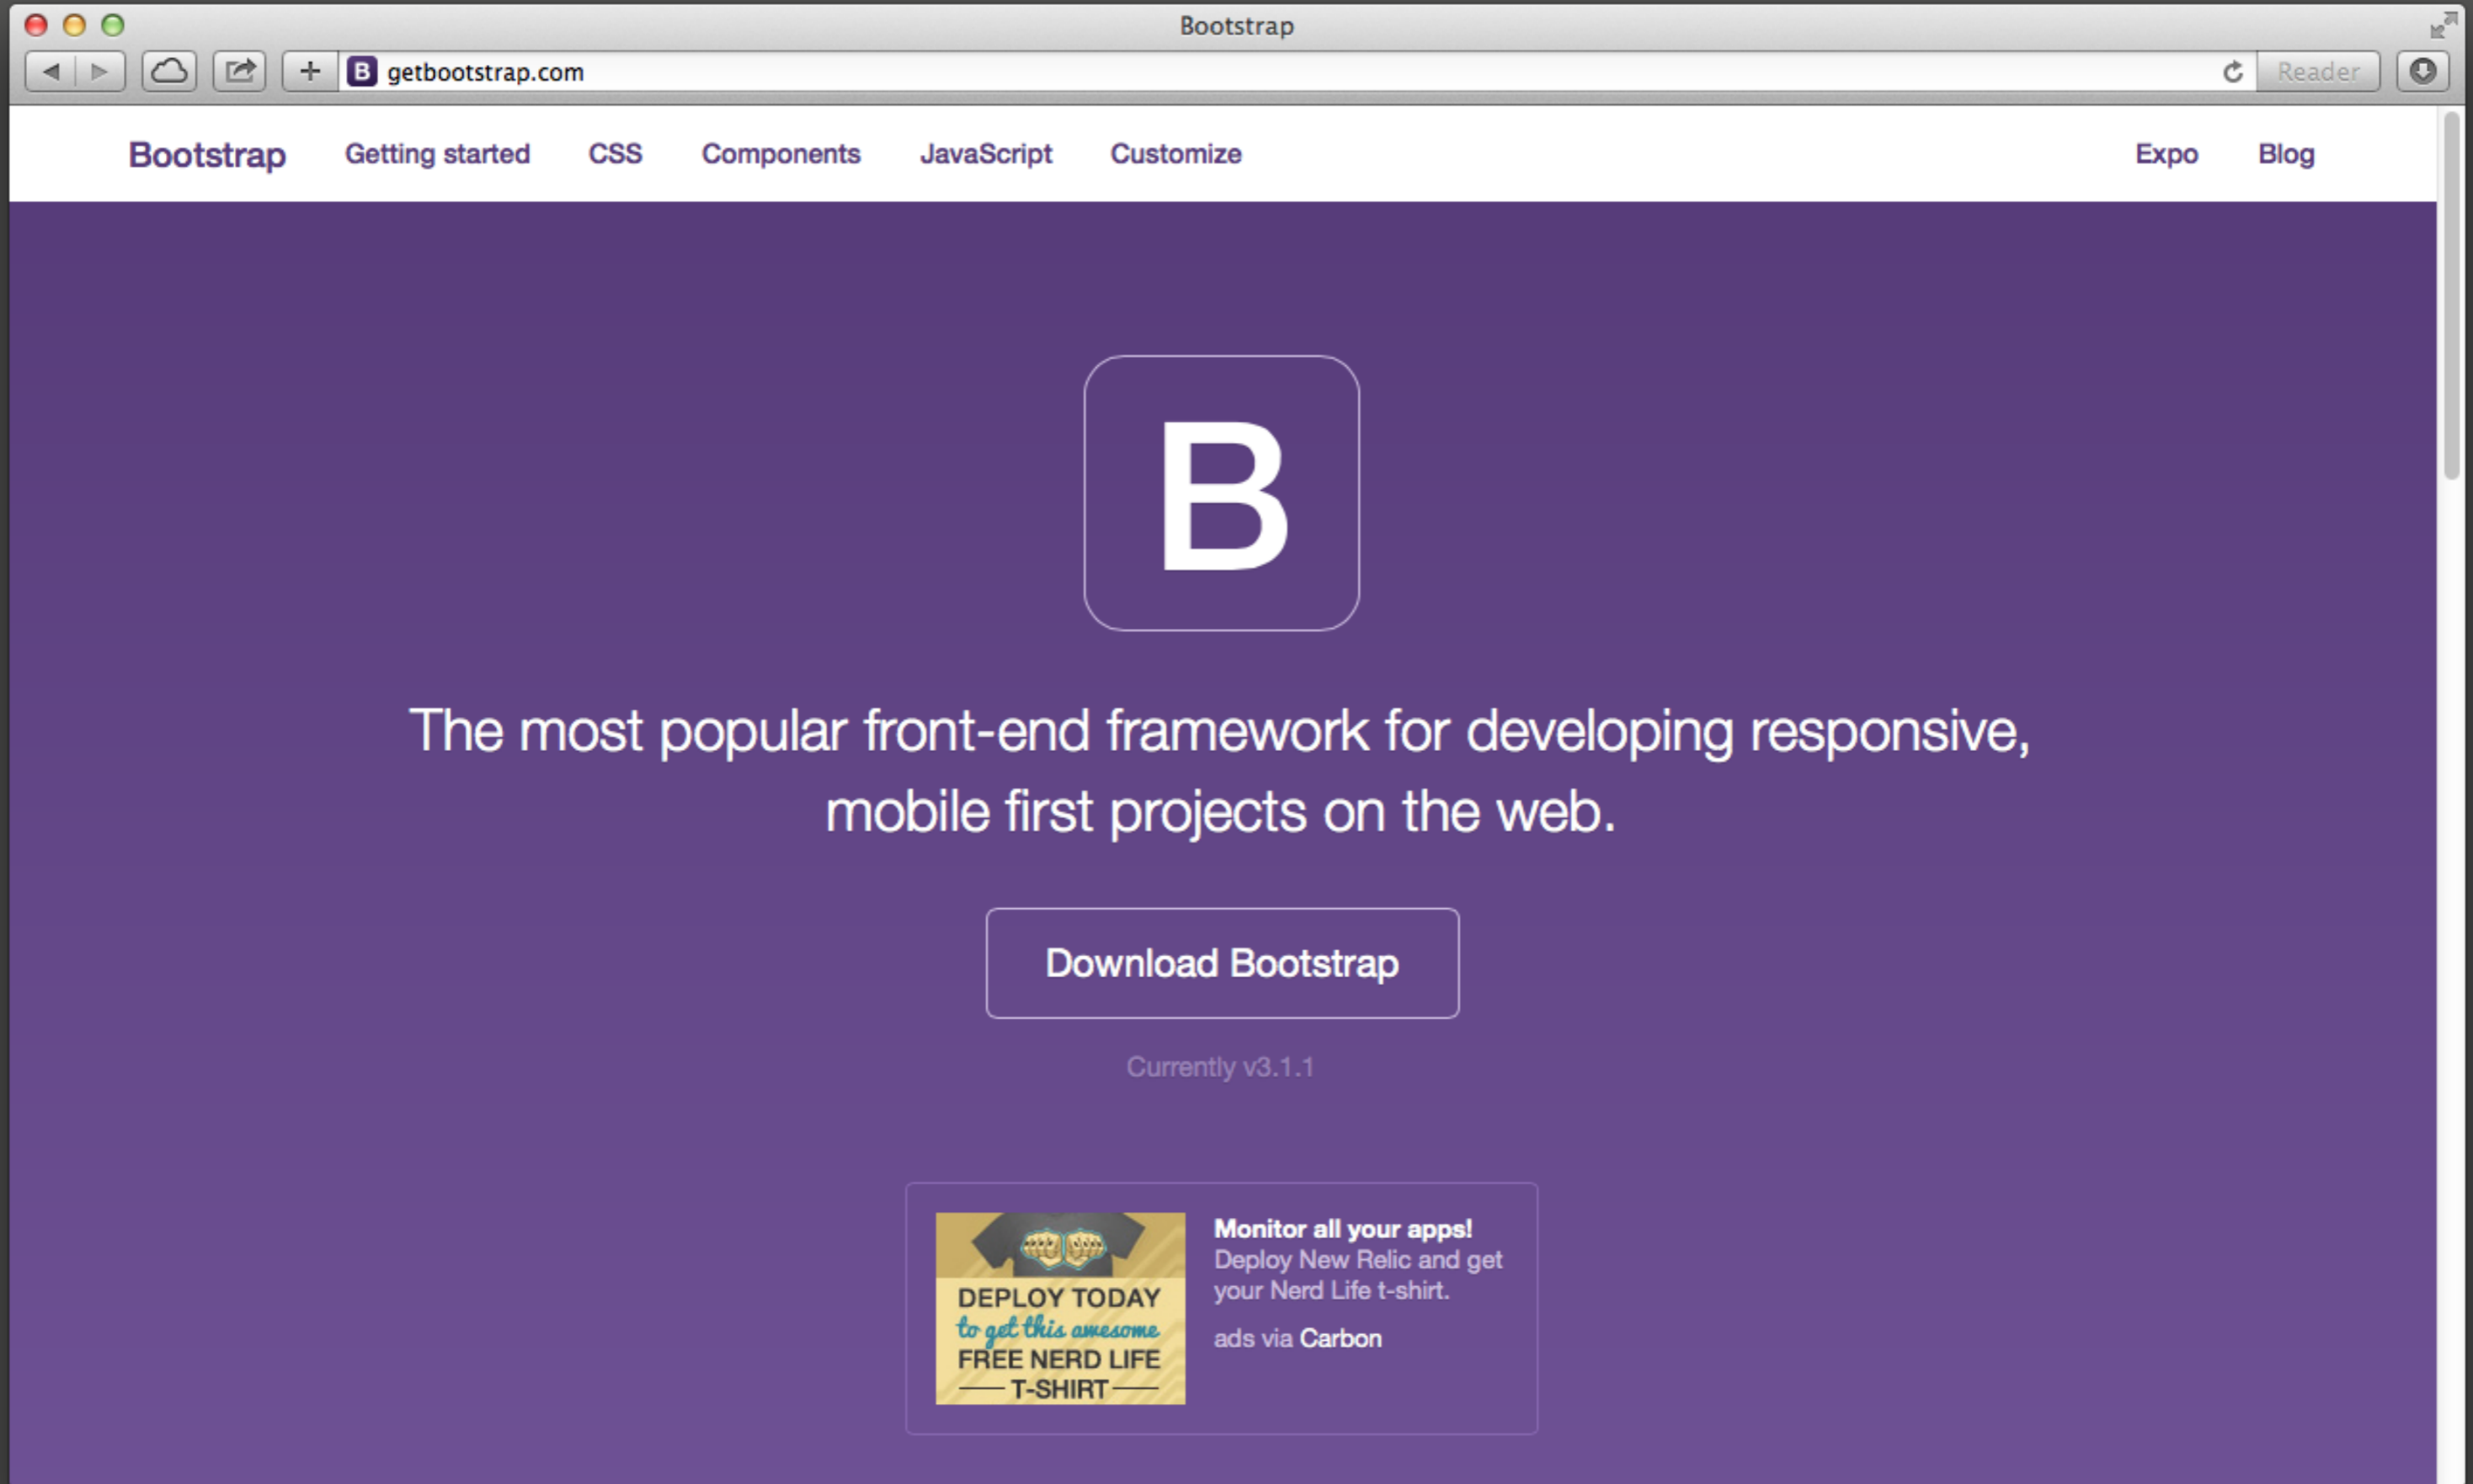 Bootstrap
B getbootstrap.com Reader
Bootstrap Getting started CSS Components JavaScript Customize Expo Blog
B
The most popular front-end framework for developing responsive,
mobile first projects on the web.
Download Bootstrap
Currently v3.1.1
DEPLOY TODAY
to get this awesome
FREE NERD LIFE
T-SHIRT
Monitor all your apps!
Deploy New Relic and get
your Nerd Life t-shirt.
ads via Carbon